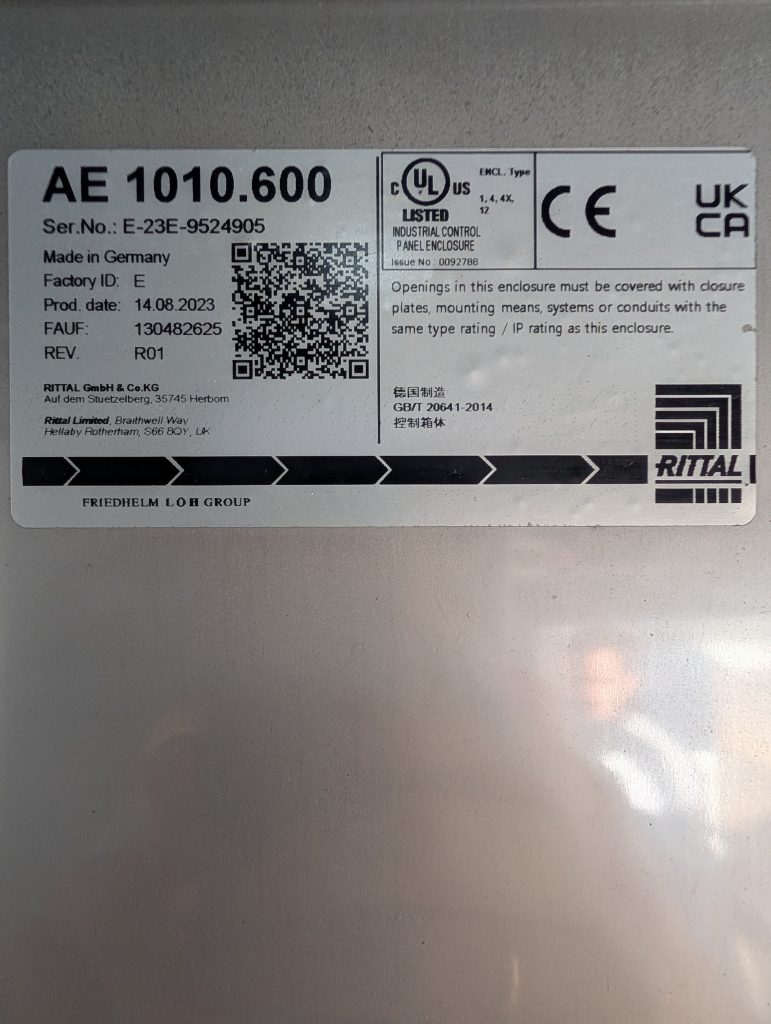 AE 1010.600
Ser.No.: E-23E-9524905
Made in Germany
Factory ID: E
Prod. date: 14.08.2023
FAUF: 130482625
REV. R01
RITTAL GmbH & Co.KG
Auf dem Stuetzelberg, 35745 Herborn
Rittal Limited, Braithwell Way
Hellaby Rotherham, S66 8QY, UK
C UL US
LISTED
INDUSTRIAL CONTROL
PANEL ENCLOSURE
Issue No.: 0092788
ENCL. Type
1, 4, 4X,
12
CE
UK
CA
Openings in this enclosure must be covered with closure
plates, mounting means, systems or conduits with the
same type rating / IP rating as this enclosure.
德国制造
GB/T 20641-2014
控制箱体
RITTAL
FRIEDHELM LOH GROUP